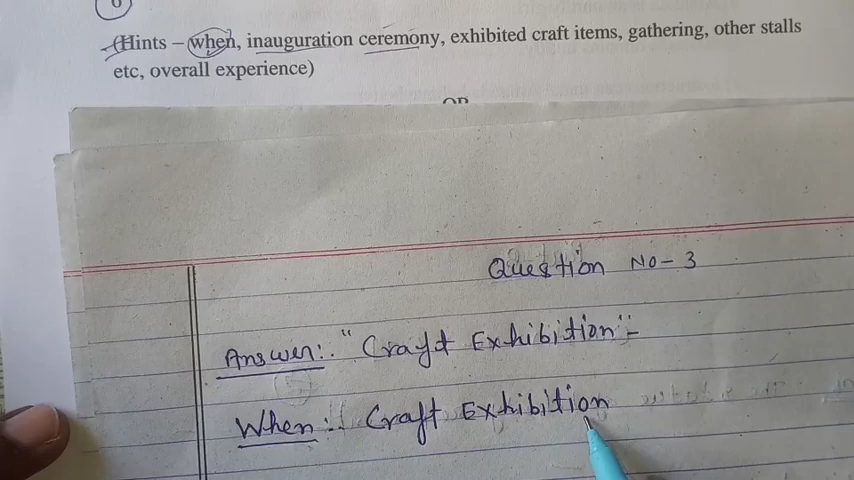 (Hints – when, inauguration ceremony, exhibited craft items, gathering, other stalls
etc, overall experience)
OR
Question No- 3
Answer:. "Craft Exhibition"-
When:. Craft Exhibition